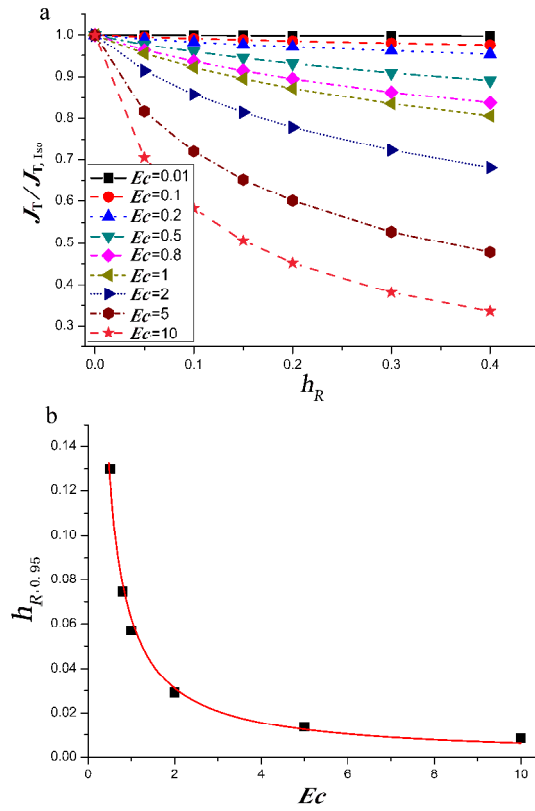 a
1.0
0.9
0.8
0.7
0.6
0.5
0.4
0.3
J_T/J_T, Iso
Ec=0.01
Ec=0.1
Ec=0.2
Ec=0.5
Ec=0.8
Ec=1
Ec=2
Ec=5
Ec=10
0.0 0.1 0.2 0.3 0.4
h_R
b
0.14
0.12
0.10
0.08
0.06
0.04
0.02
0.00
h_R,0.95
0 2 4 6 8 10
Ec